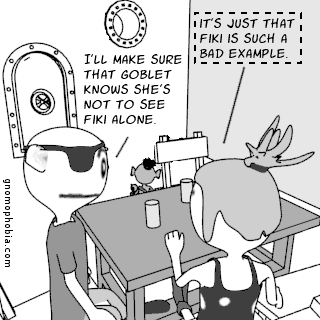 I'LL MAKE SURE
THAT GOBLET
KNOWS SHE'S
NOT TO SEE
FIKI ALONE.
IT'S JUST THAT
FIKI IS SUCH A
BAD EXAMPLE.
gnomophobia.com